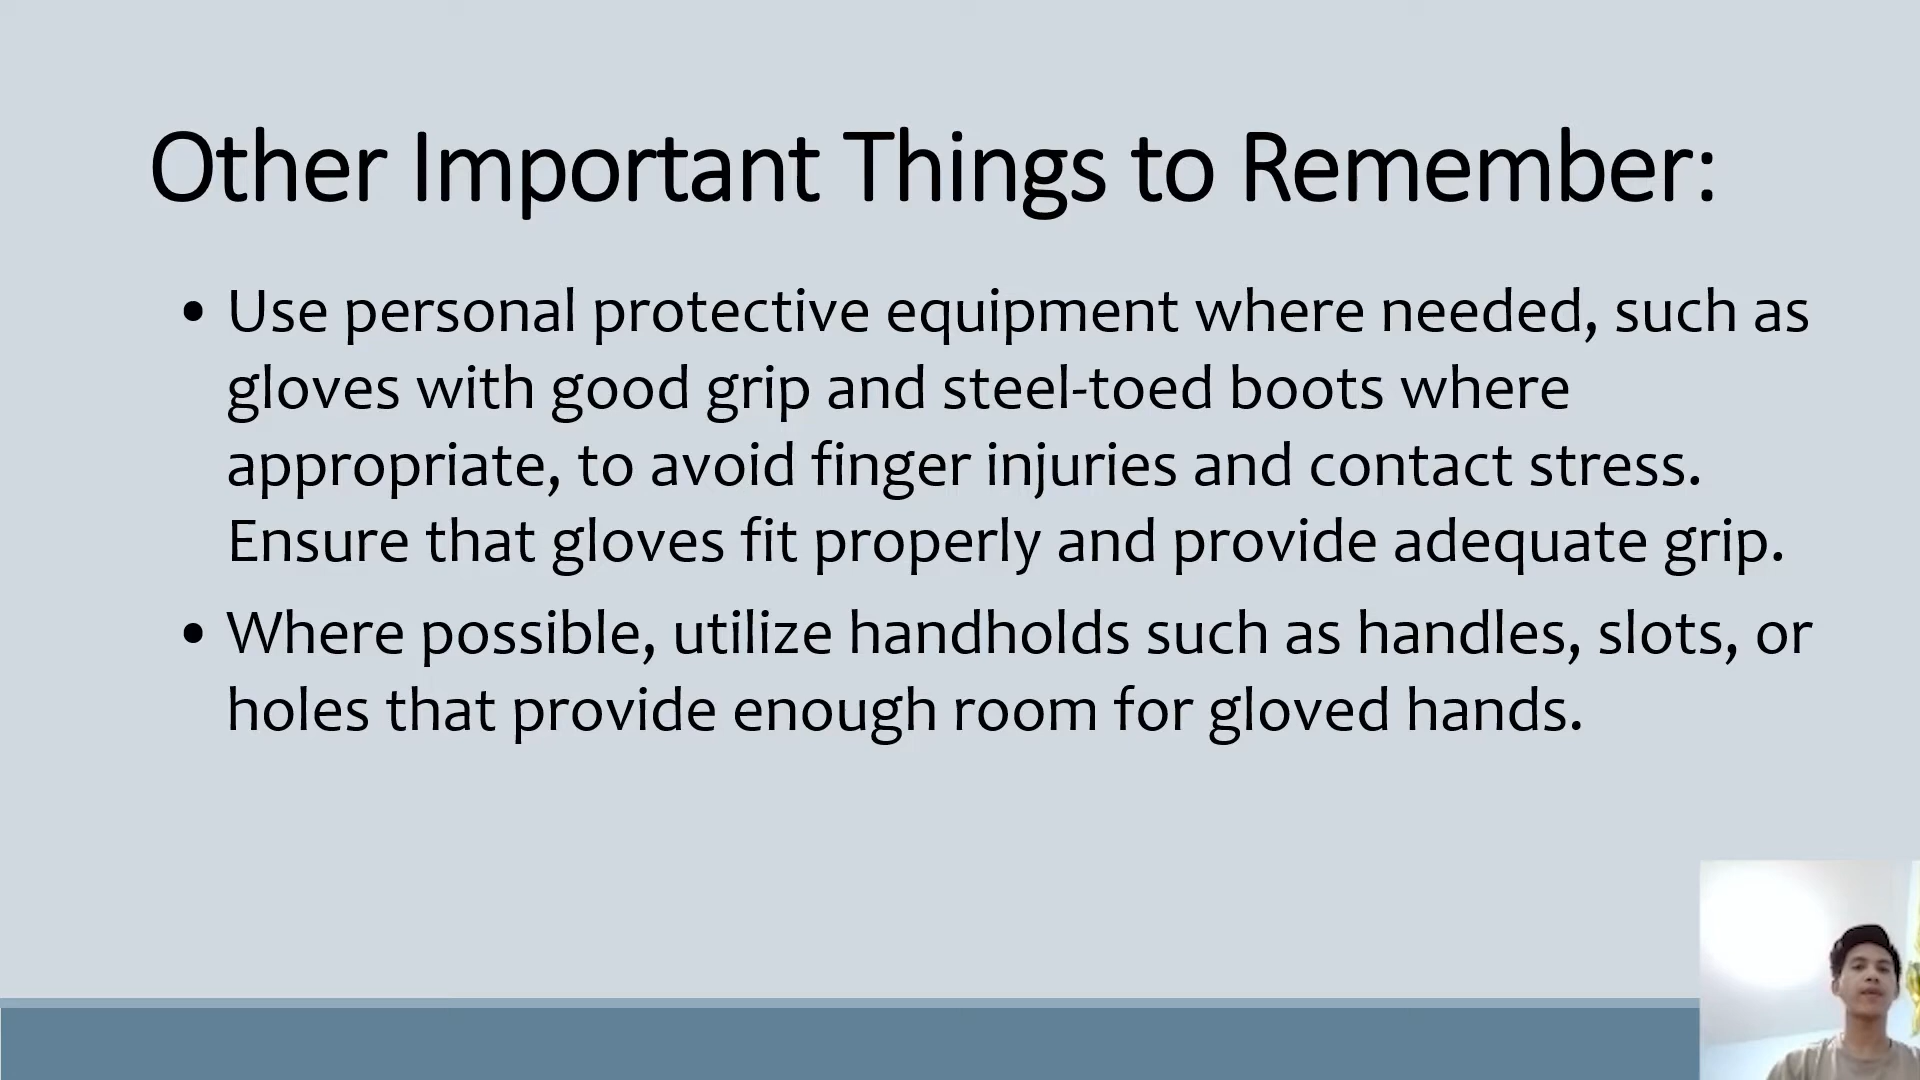 Other Important Things to Remember:
• Use personal protective equipment where needed, such as
gloves with good grip and steel-toed boots where
appropriate, to avoid finger injuries and contact stress.
Ensure that gloves fit properly and provide adequate grip.
• Where possible, utilize handholds such as handles, slots, or
holes that provide enough room for gloved hands.